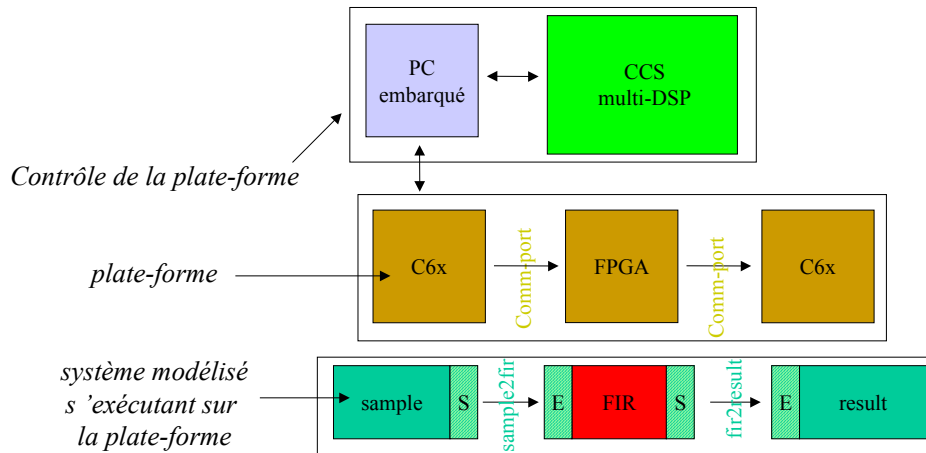 PC
embarqué
CCS
multi-DSP
Contrôle de la plate-forme
plate-forme
C6x
Comm-port
FPGA
Comm-port
C6x
système modélisé
s ’exécutant sur
la plate-forme
sample
S
sample2fir
E
FIR
S
fir2result
E
result